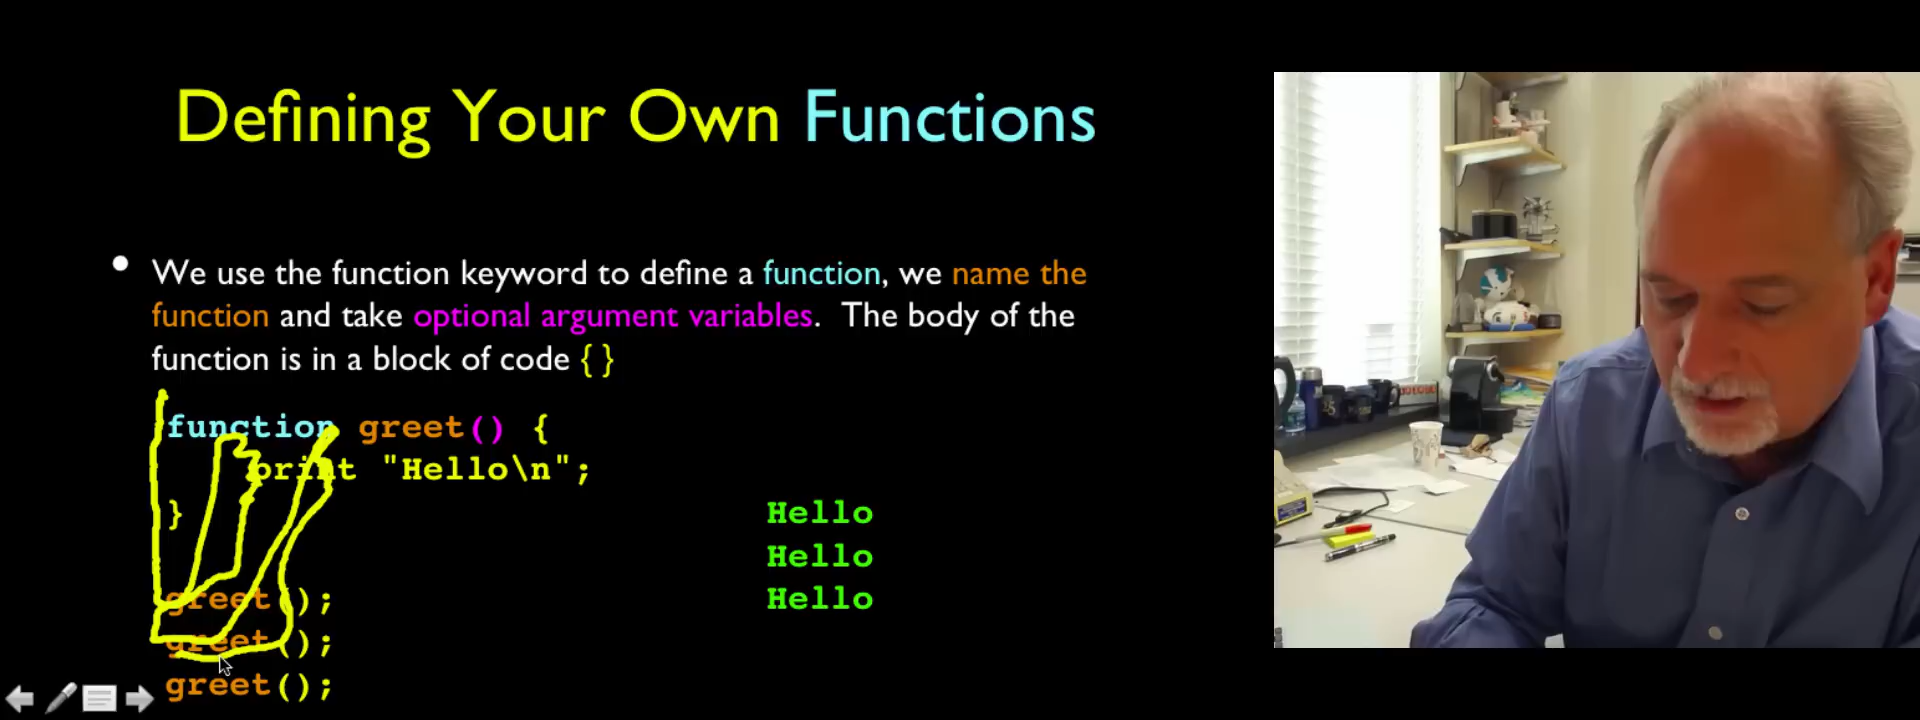 Defining Your Own Functions
• We use the function keyword to define a function, we name the
function and take optional argument variables.  The body of the
function is in a block of code { }
function greet() {
    print "Hello\n";
}
greet();
greet();
greet();
Hello
Hello
Hello